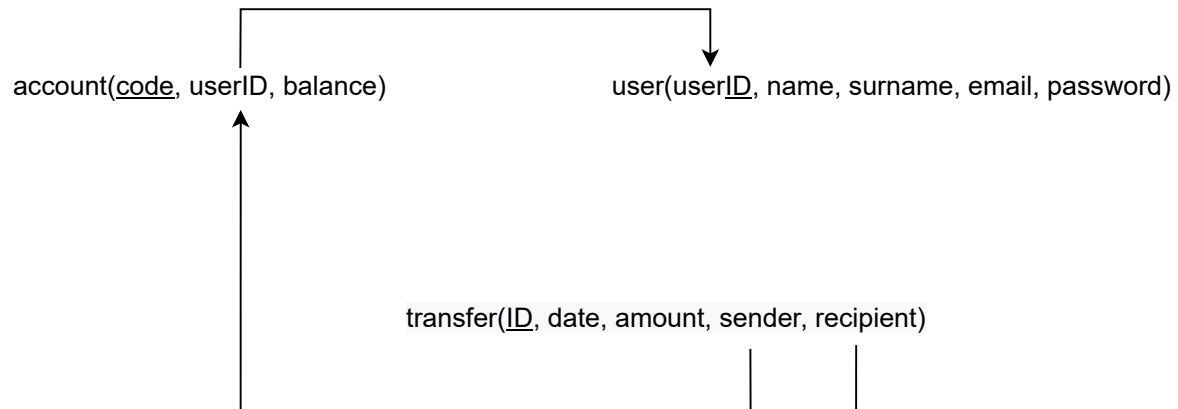 account(code, userID, balance)
user(userID, name, surname, email, password)
transfer(ID, date, amount, sender, recipient)